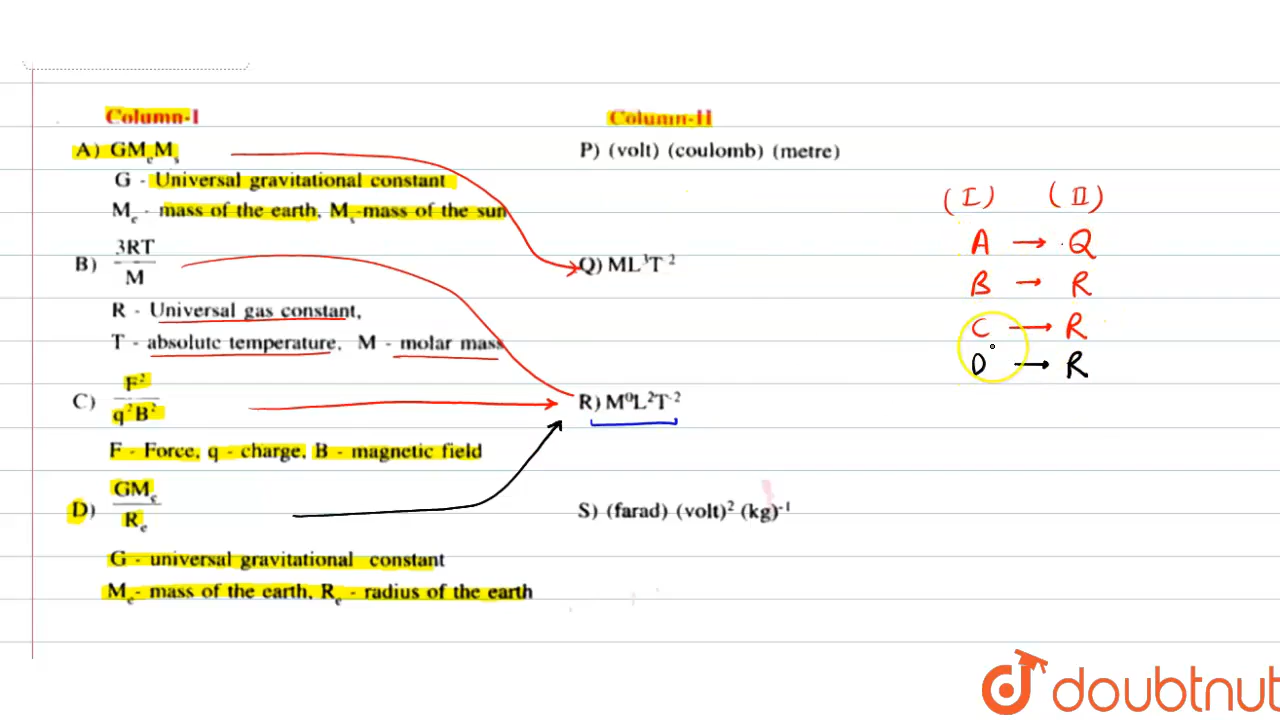 Column-I Column-II
A) GMₑMₛ P) (volt) (coulomb) (metre)
G - Universal gravitational constant
Mₑ - mass of the earth, Mₛ-mass of the sun
B) 3RT/M Q) ML³T⁻²
R - Universal gas constant,
T - absolute temperature, M - molar mass
C) F²/q²B² R) M⁰L²T⁻²
F - Force, q - charge, B - magnetic field
D) GMₑ/Rₑ S) (farad) (volt)² (kg)⁻¹
G - universal gravitational constant
Mₑ- mass of the earth, Rₑ - radius of the earth
(I) (II)
A → Q
B → R
C → R
D → R
doubtnut